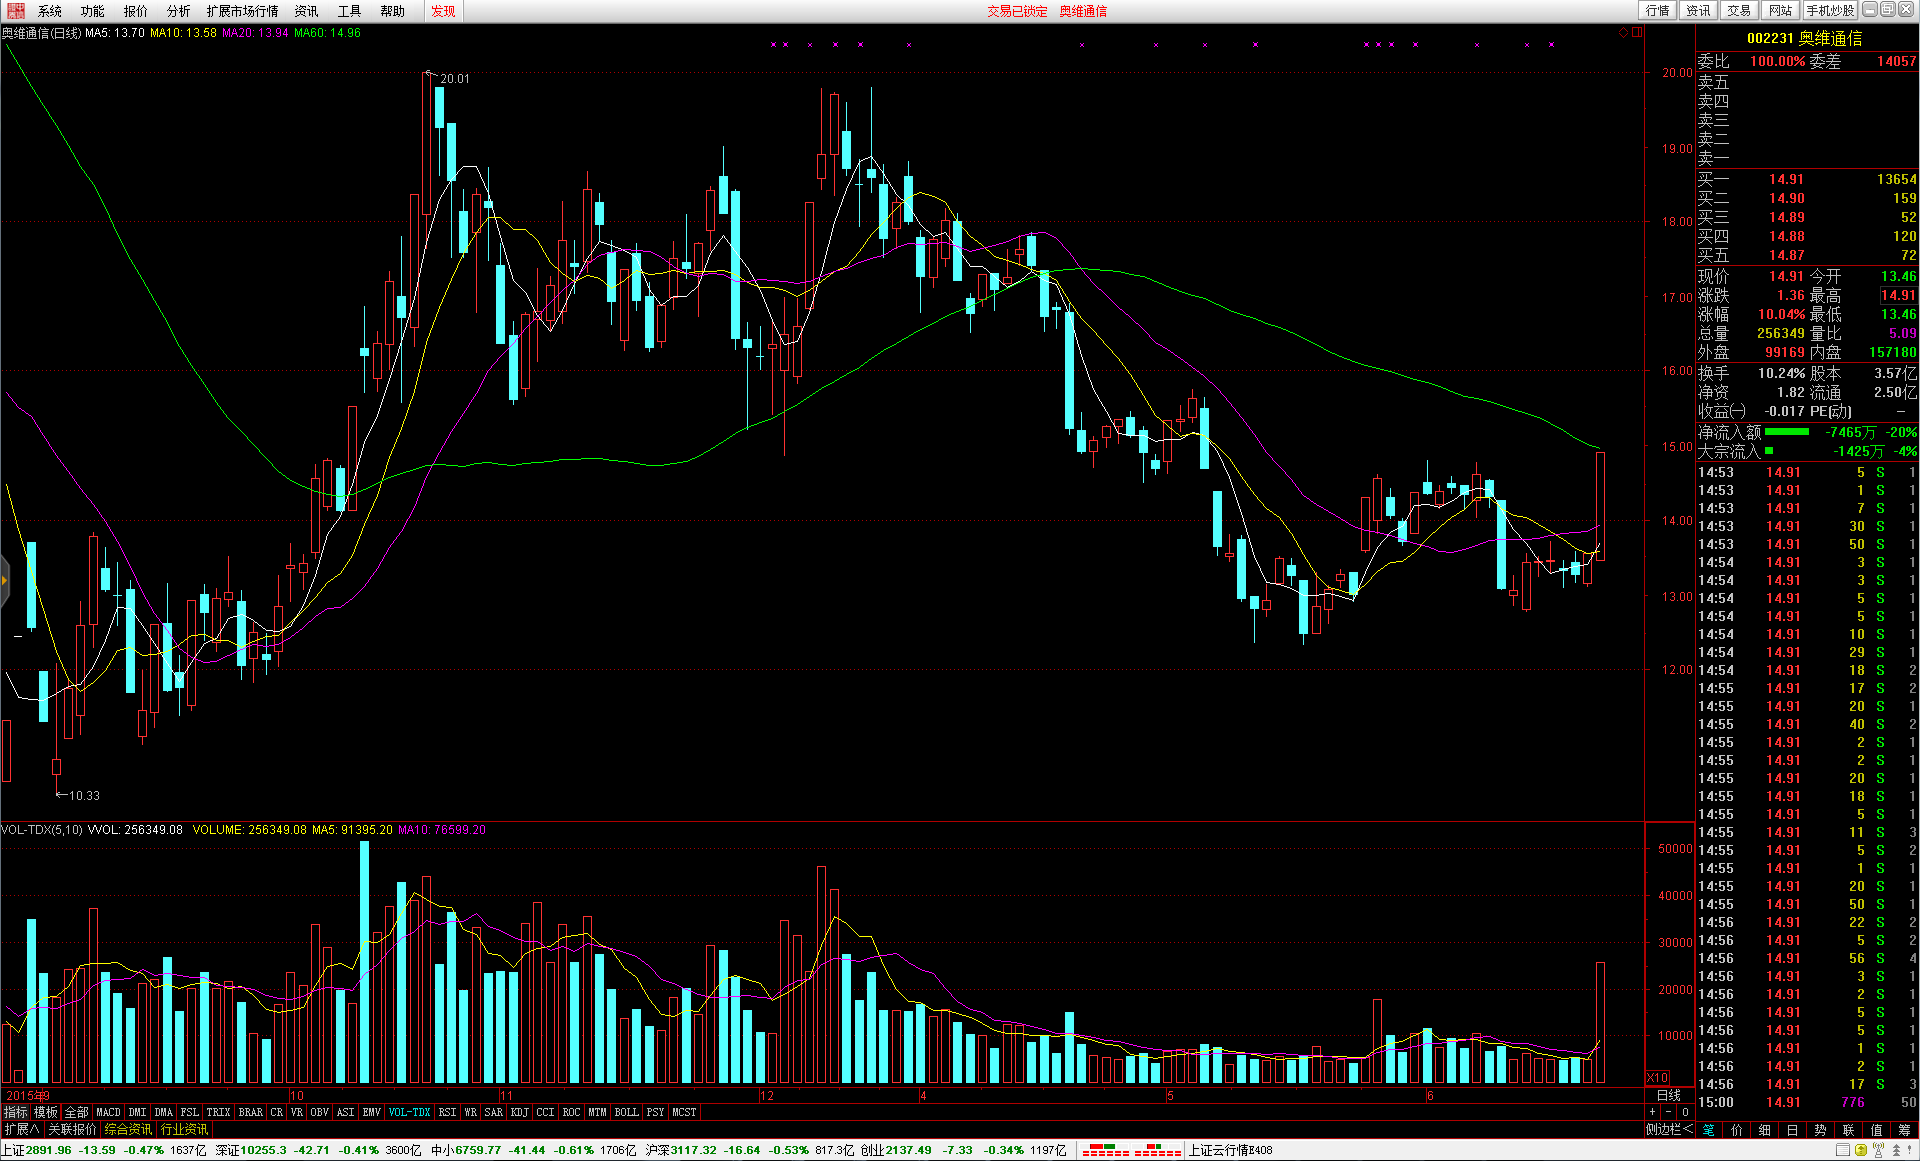 系统 功能 报价 分析 扩展市场行情 资讯 工具 帮助 发现 交易已锁定 奥维通信 行情 资讯 交易 网站 手机炒股
奥维通信(日线) MA5: 13.70 MA10: 13.58 MA20: 13.94 MA60: 14.96
20.01
10.33
20.00
19.00
18.00
17.00
16.00
15.00
14.00
13.00
12.00
VOL-TDX(5,10) VVOL: 256349.08 VOLUME: 256349.08 MA5: 91395.20 MA10: 76599.20
50000
40000
30000
20000
10000
X10
2015年9 10 11 12 4 5 6 日线
指标 模板 全部 MACD DMI DMA FSL TRIX BRAR CR VR OBV ASI EMV VOL-TDX RSI WR SAR KDJ CCI ROC MTM BOLL PSY MCST + - 0
扩展∧ 关联报价 综合资讯 行业资讯 侧边栏< 笔 价 细 日 势 联 值 筹
002231 奥维通信
委比 100.00% 委差 14057
卖五
卖四
卖三
卖二
卖一
买一 14.91 13654
买二 14.90 159
买三 14.89 52
买四 14.88 120
买五 14.87 72
现价 14.91 今开 13.46
涨跌 1.36 最高 14.91
涨幅 10.04% 最低 13.46
总量 256349 量比 5.09
外盘 99169 内盘 157180
换手 10.24% 股本 3.57亿
净资 1.82 流通 2.50亿
收益㈠ -0.017 PE(动) –
净流入额 -7465万 -20%
大宗流入 -1425万 -4%
14:53 14.91 5 S 1
14:53 14.91 1 S 1
14:53 14.91 7 S 1
14:53 14.91 30 S 1
14:53 14.91 50 S 1
14:54 14.91 3 S 1
14:54 14.91 3 S 1
14:54 14.91 5 S 1
14:54 14.91 5 S 1
14:54 14.91 10 S 1
14:54 14.91 29 S 1
14:54 14.91 18 S 2
14:55 14.91 17 S 2
14:55 14.91 20 S 1
14:55 14.91 40 S 2
14:55 14.91 2 S 1
14:55 14.91 2 S 1
14:55 14.91 20 S 1
14:55 14.91 18 S 1
14:55 14.91 5 S 1
14:55 14.91 11 S 3
14:55 14.91 5 S 2
14:55 14.91 1 S 1
14:55 14.91 20 S 1
14:55 14.91 50 S 1
14:56 14.91 22 S 2
14:56 14.91 5 S 2
14:56 14.91 56 S 4
14:56 14.91 3 S 1
14:56 14.91 2 S 1
14:56 14.91 5 S 1
14:56 14.91 5 S 1
14:56 14.91 1 S 1
14:56 14.91 2 S 1
14:56 14.91 17 S 3
15:00 14.91 776 50
上证2891.96 -13.59 -0.47% 1637亿 深证10255.3 -42.71 -0.41% 3600亿 中小6759.77 -41.44 -0.61% 1706亿 沪深3117.32 -16.64 -0.53% 817.3亿 创业2137.49 -7.33 -0.34% 1197亿 上证云行情E408